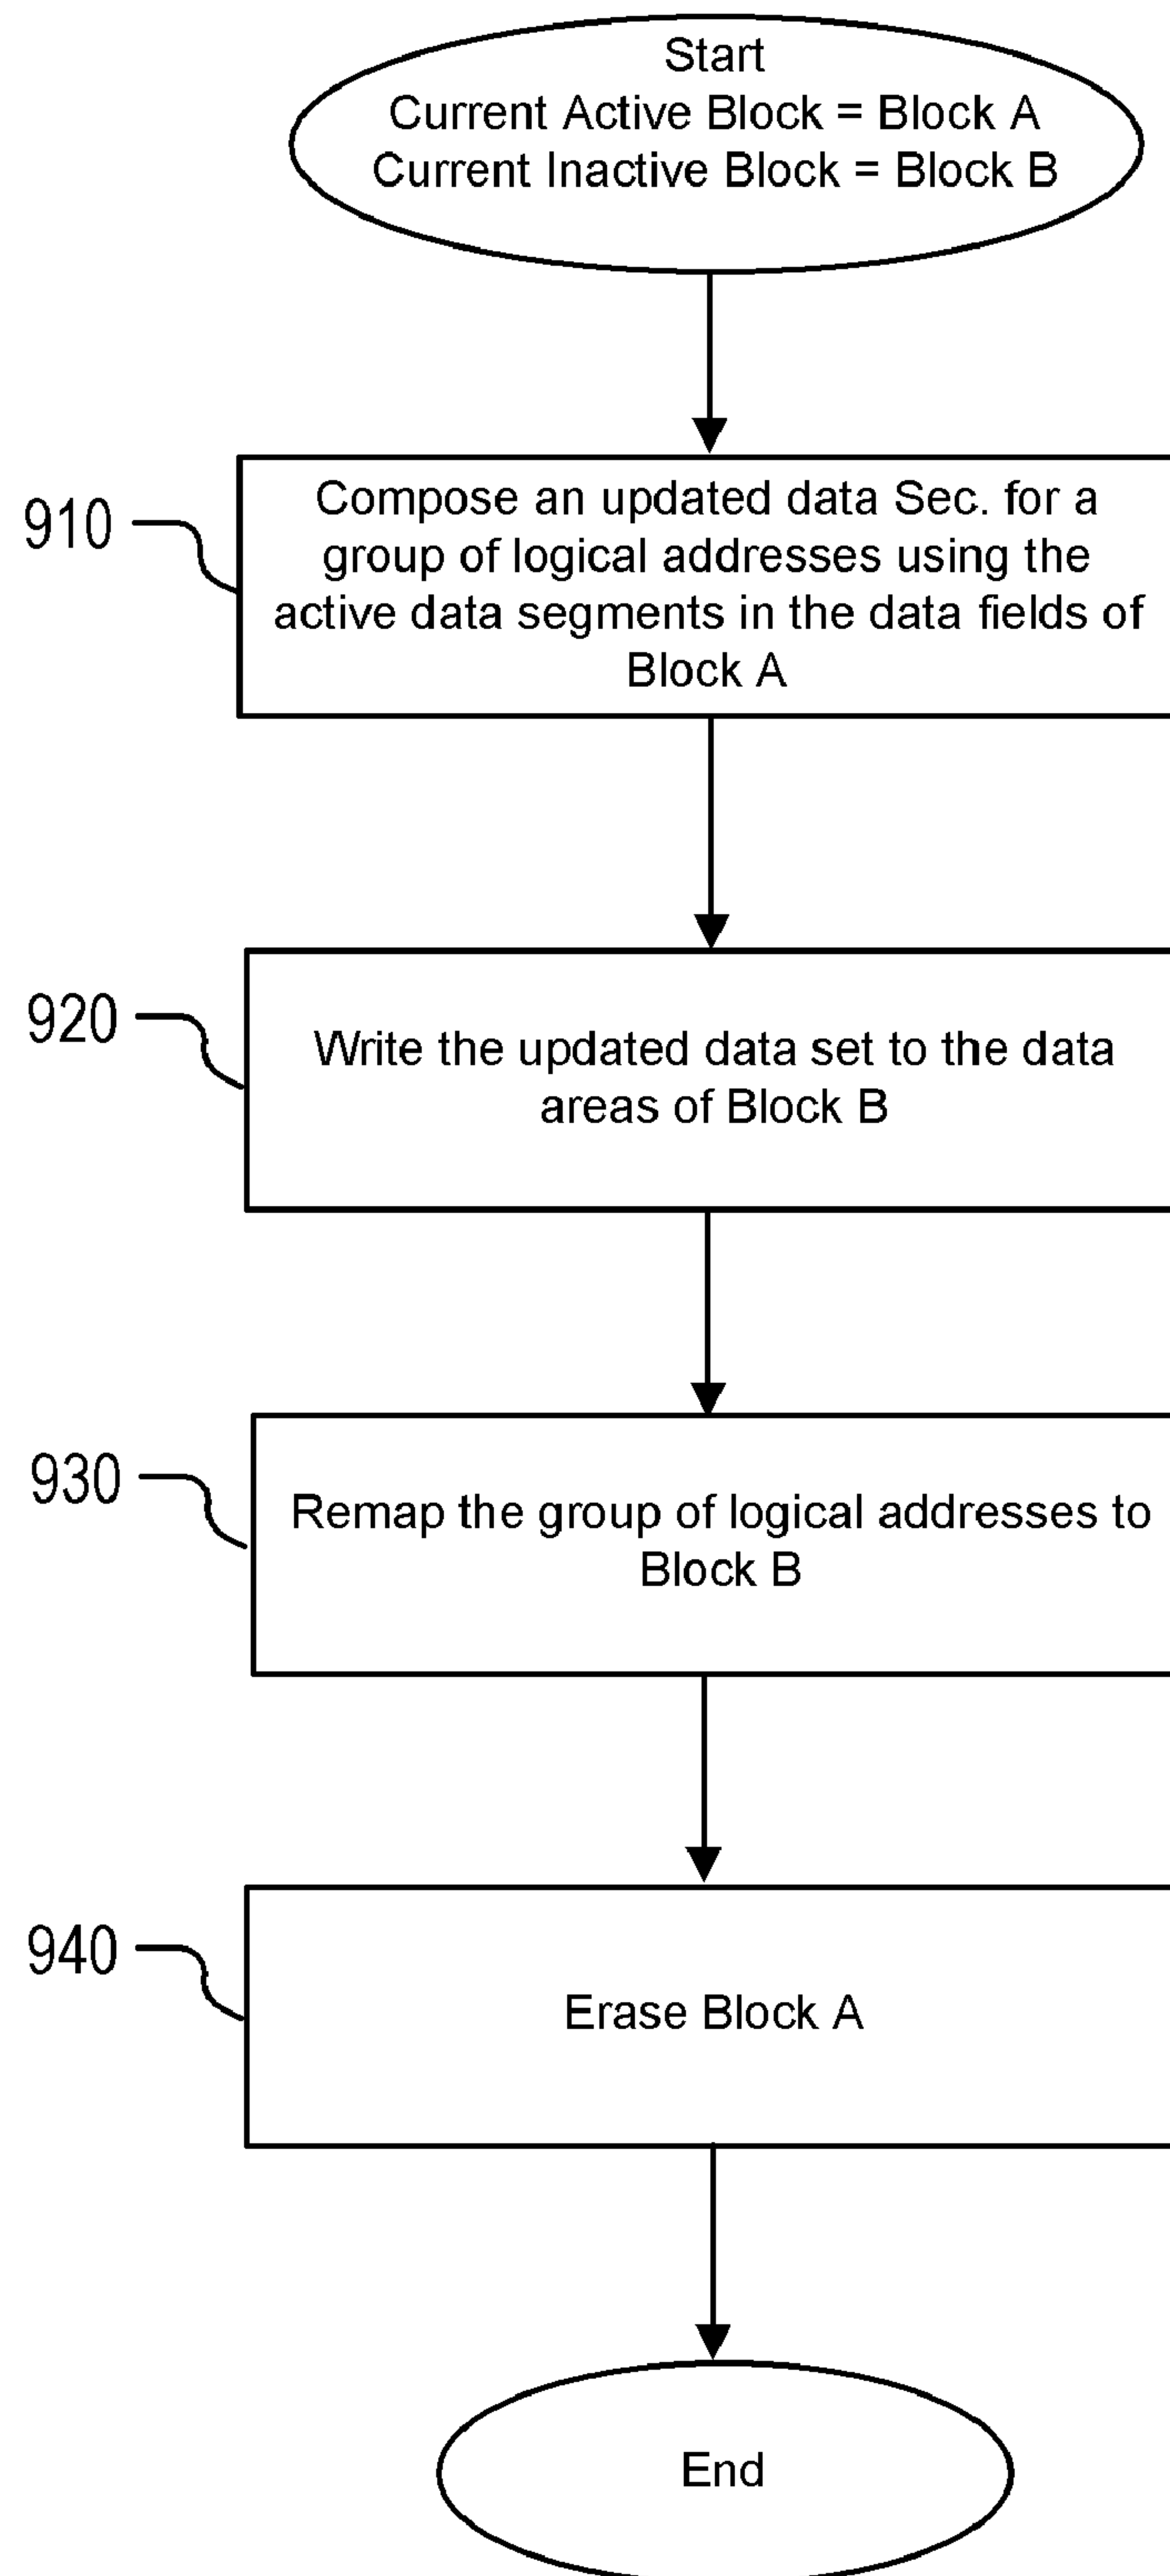 Start
Current Active Block = Block A
Current Inactive Block = Block B
910
Compose an updated data Sec. for a
group of logical addresses using the
active data segments in the data fields of
Block A
920
Write the updated data set to the data
areas of Block B
930
Remap the group of logical addresses to
Block B
940
Erase Block A
End